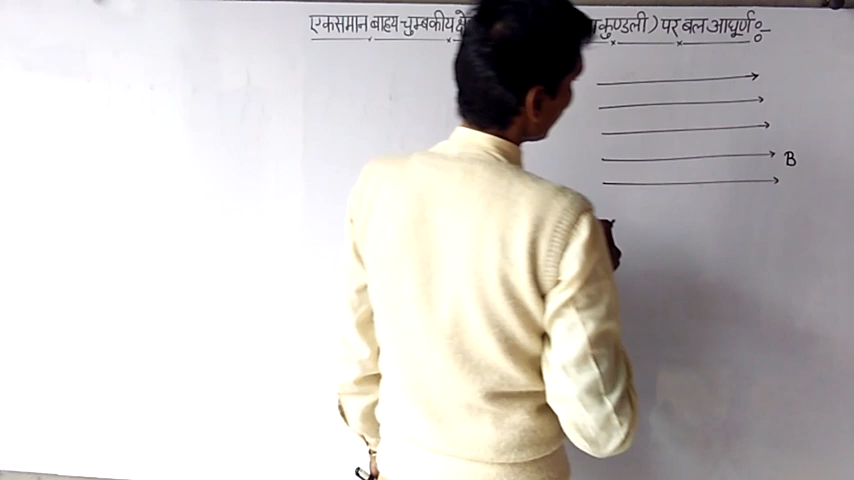 एकसमान बाह्य चुम्बकीय कुण्डली) पर बल आघूर्ण :-
B